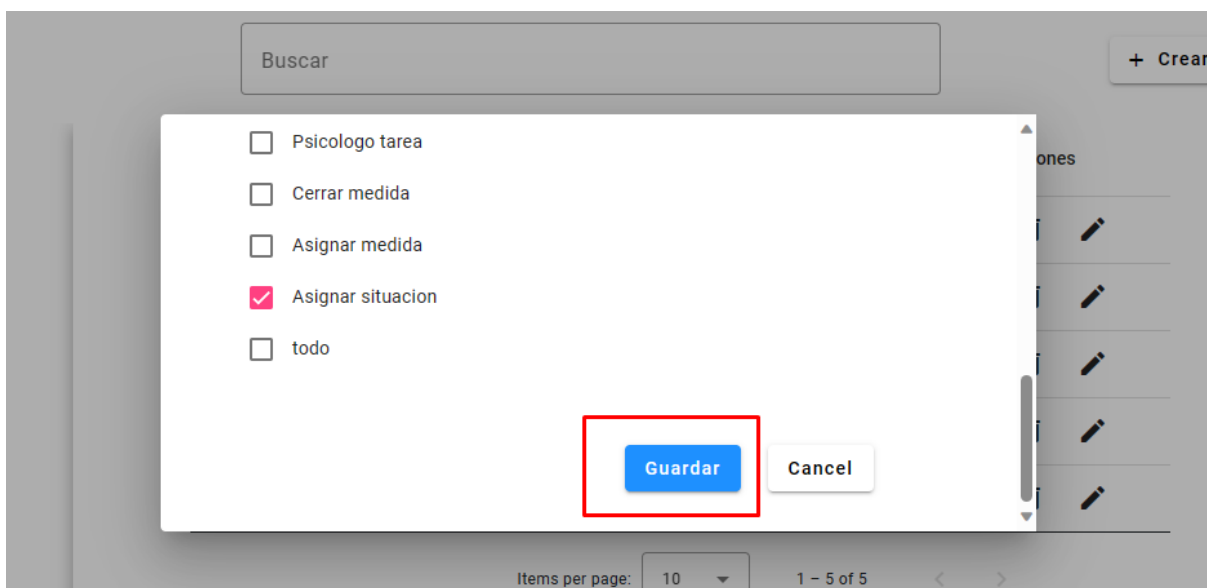 Buscar
+ Crear
ones
Psicologo tarea
Cerrar medida
Asignar medida
Asignar situacion
todo
Guardar
Cancel
Items per page: 10 1 – 5 of 5